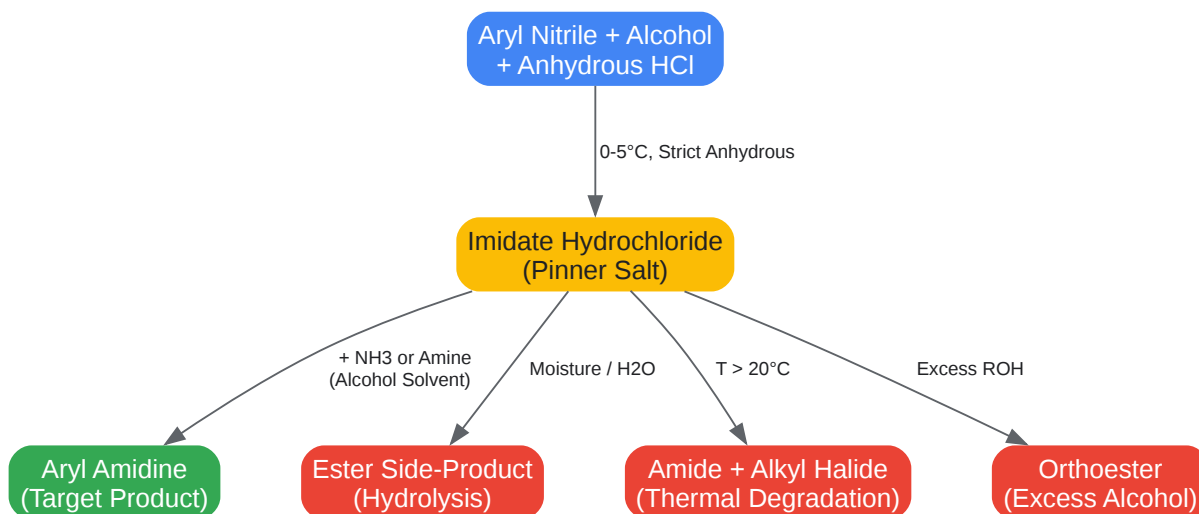 Aryl Nitrile + Alcohol
+ Anhydrous HCl
0-5°C, Strict Anhydrous
Imidate Hydrochloride
(Pinner Salt)
+ NH3 or Amine
(Alcohol Solvent)
Moisture / H2O
T > 20°C
Excess ROH
Aryl Amidine
(Target Product)
Ester Side-Product
(Hydrolysis)
Amide + Alkyl Halide
(Thermal Degradation)
Orthoester
(Excess Alcohol)